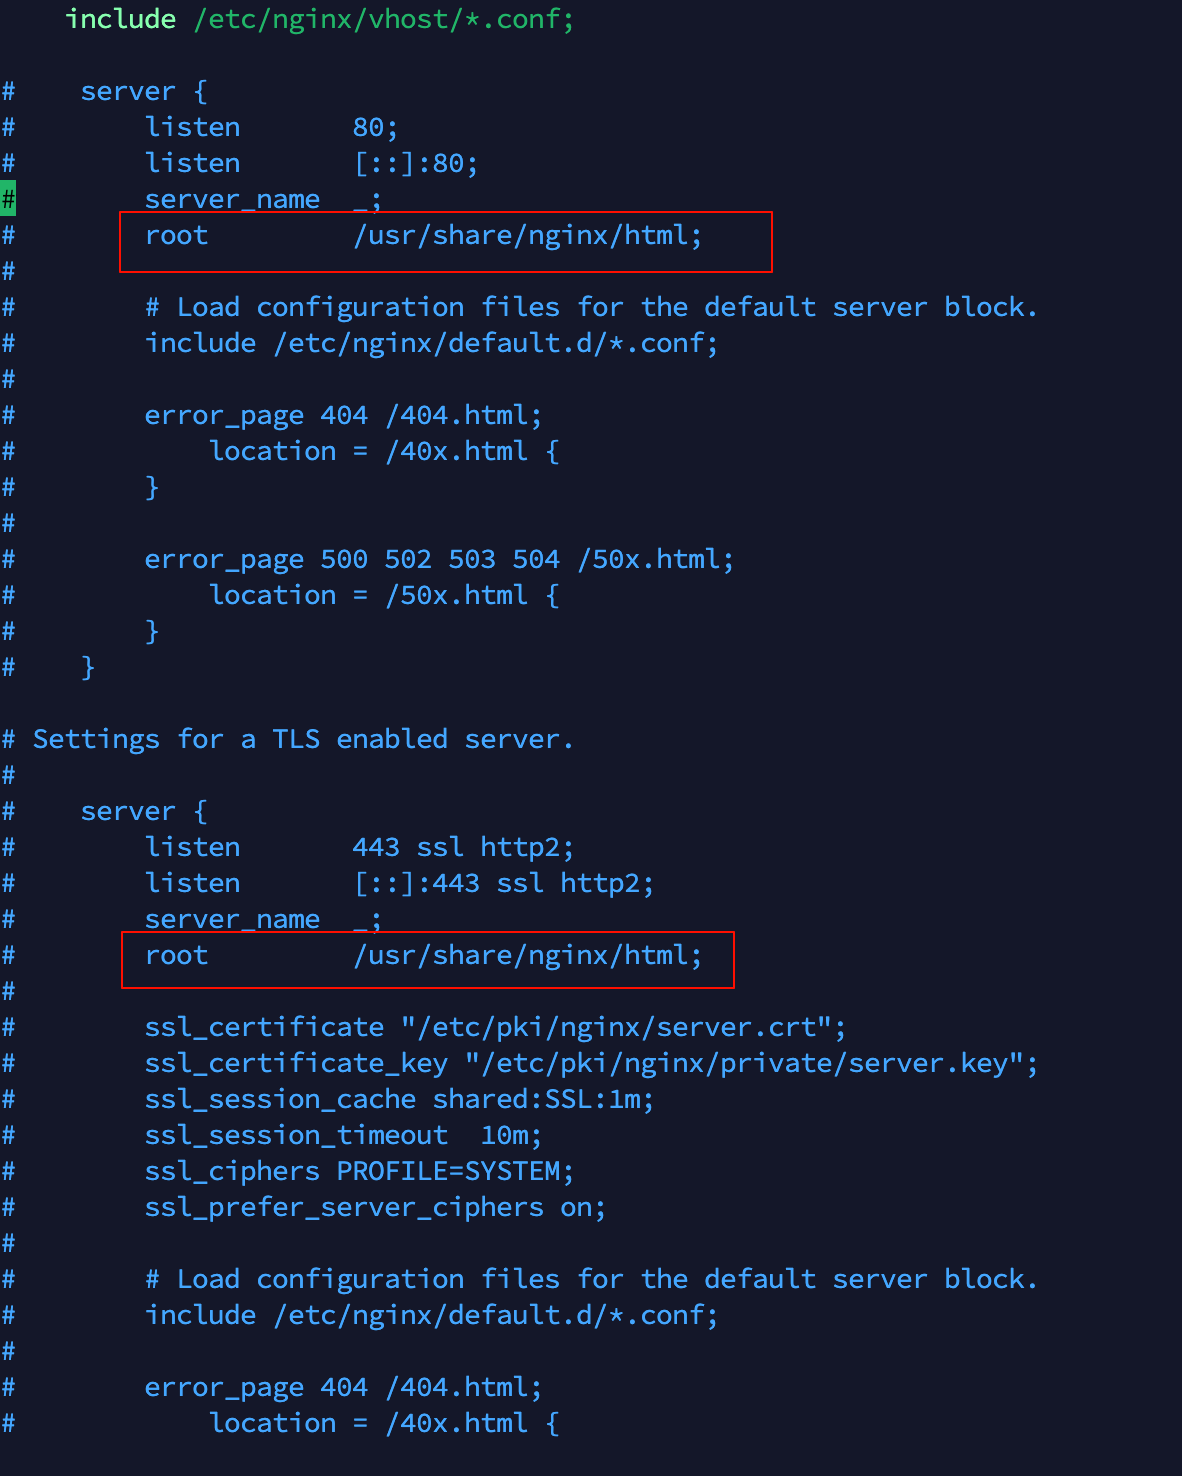 include /etc/nginx/vhost/*.conf;
#    server {
#        listen       80;
#        listen       [::]:80;
#        server_name  _;
#        root         /usr/share/nginx/html;
#
#        # Load configuration files for the default server block.
#        include /etc/nginx/default.d/*.conf;
#
#        error_page 404 /404.html;
#            location = /40x.html {
#        }
#
#        error_page 500 502 503 504 /50x.html;
#            location = /50x.html {
#        }
#    }
# Settings for a TLS enabled server.
#
#    server {
#        listen       443 ssl http2;
#        listen       [::]:443 ssl http2;
#        server_name  _;
#        root         /usr/share/nginx/html;
#
#        ssl_certificate "/etc/pki/nginx/server.crt";
#        ssl_certificate_key "/etc/pki/nginx/private/server.key";
#        ssl_session_cache shared:SSL:1m;
#        ssl_session_timeout  10m;
#        ssl_ciphers PROFILE=SYSTEM;
#        ssl_prefer_server_ciphers on;
#
#        # Load configuration files for the default server block.
#        include /etc/nginx/default.d/*.conf;
#
#        error_page 404 /404.html;
#            location = /40x.html {